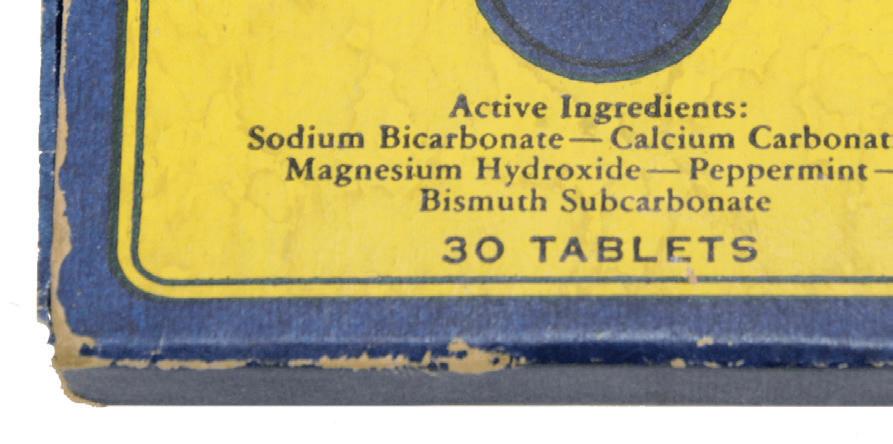 Active Ingredients:
Sodium Bicarbonate—Calcium Carbonat
Magnesium Hydroxide—Peppermint—
Bismuth Subcarbonate
30 TABLETS